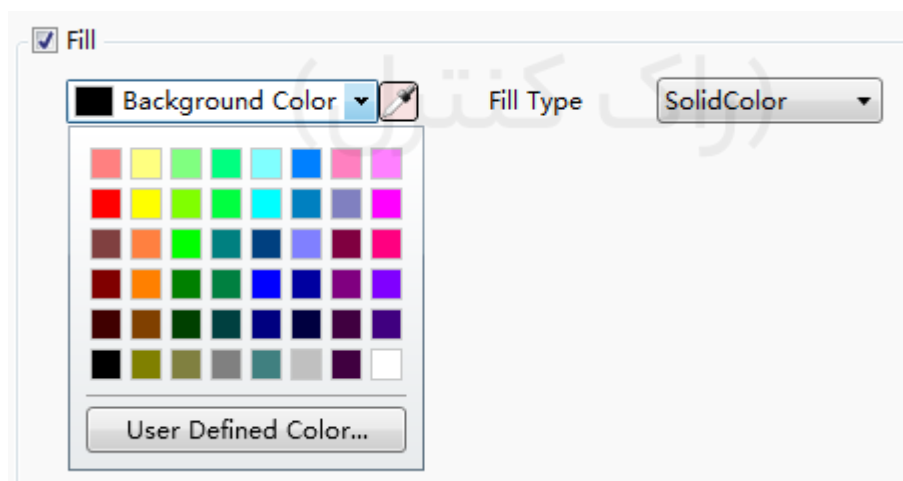 Fill
Background Color
Fill Type
SolidColor
(راک کنترل)
User Defined Color...